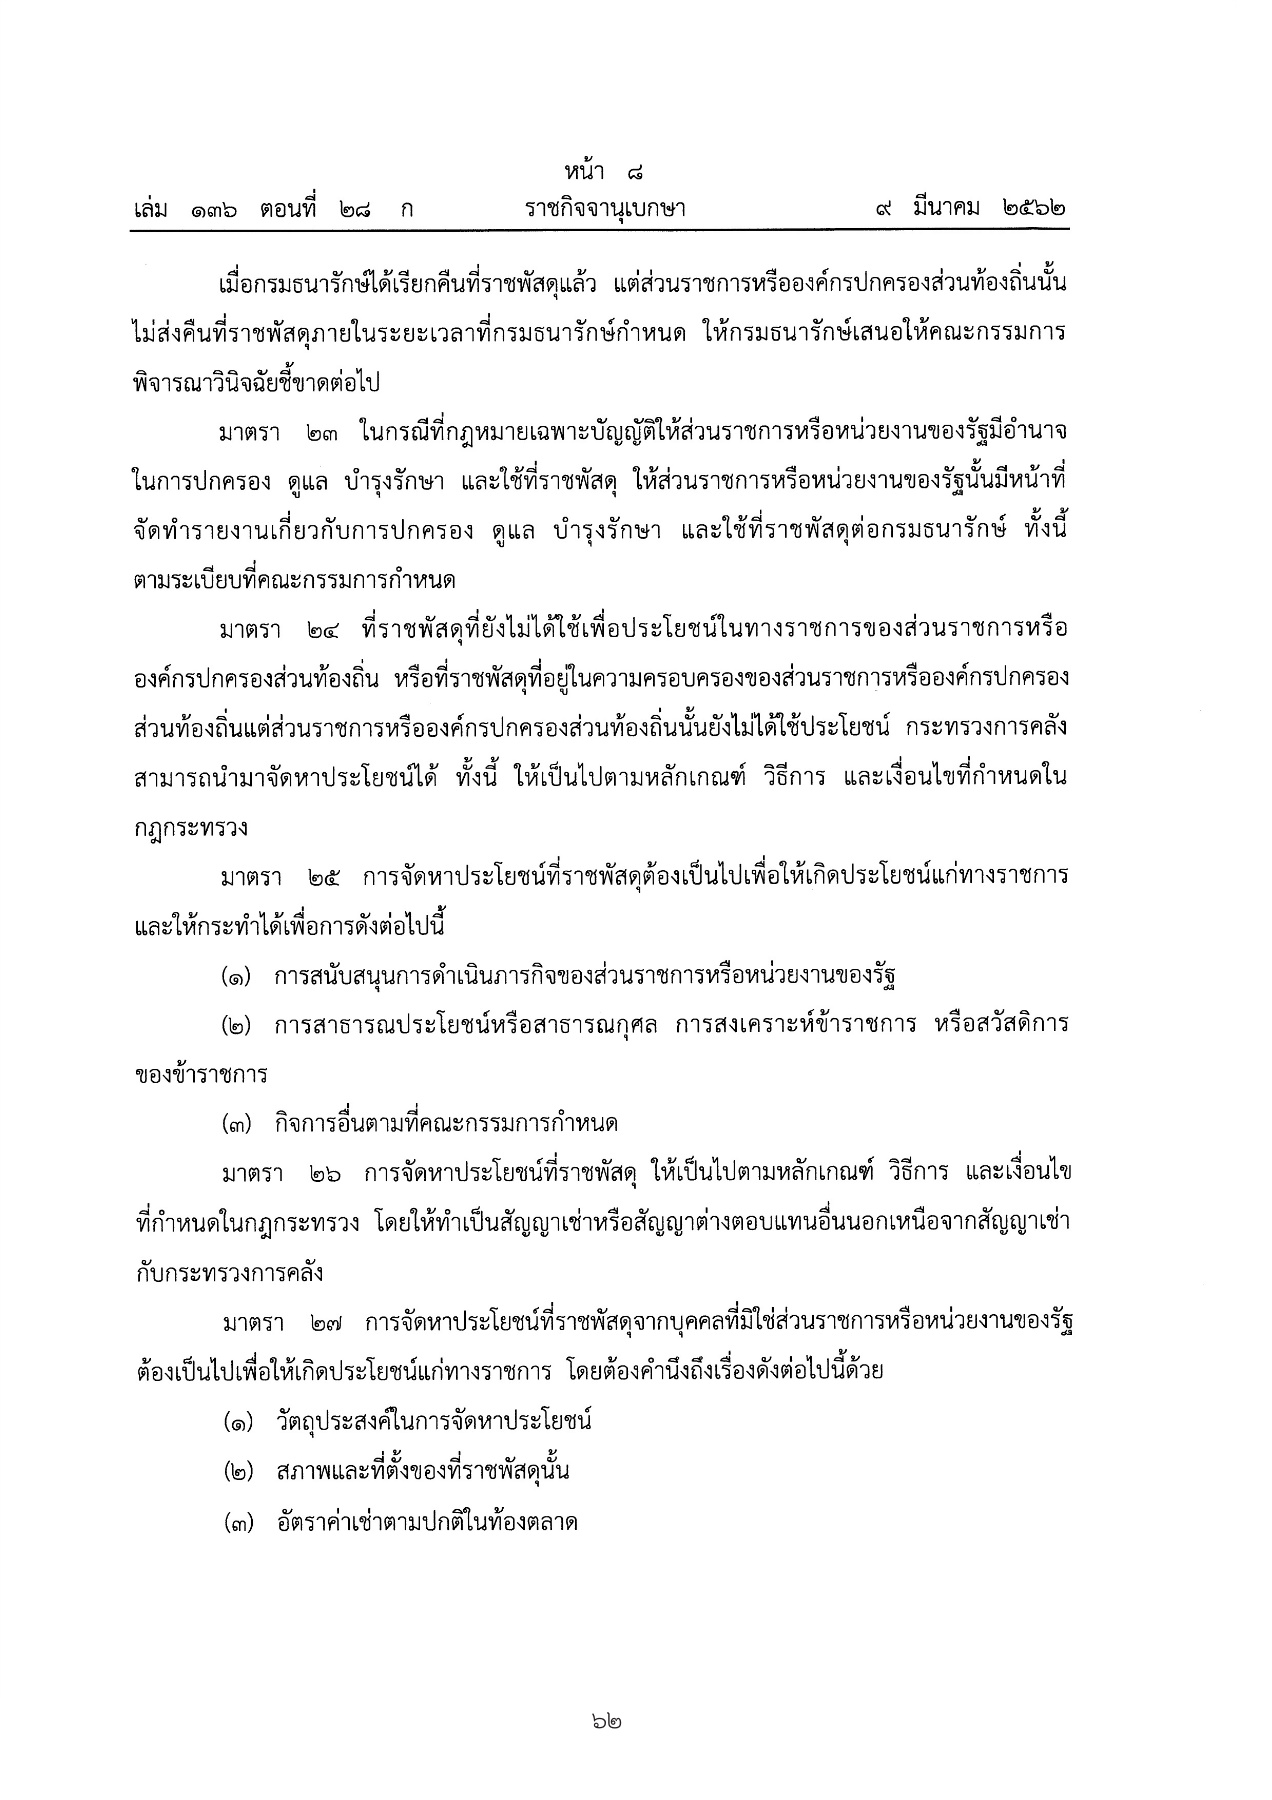 หน้า ๘
เล่ม ๑๓๖ ตอนที่ ๒๘ ก ราชกิจจานุเบกษา ๙ มีนาคม ๒๕๖๒
เมื่อกรมธนารักษ์ได้เรียกคืนที่ราชพัสดุแล้ว แต่ส่วนราชการหรือองค์กรปกครองส่วนท้องถิ่นนั้น
ไม่ส่งคืนที่ราชพัสดุภายในระยะเวลาที่กรมธนารักษ์กำหนด ให้กรมธนารักษ์เสนอให้คณะกรรมการ
พิจารณาวินิจฉัยชี้ขาดต่อไป
มาตรา ๒๓ ในกรณีที่กฎหมายเฉพาะบัญญัติให้ส่วนราชการหรือหน่วยงานของรัฐมีอำนาจ
ในการปกครอง ดูแล บำรุงรักษา และใช้ที่ราชพัสดุ ให้ส่วนราชการหรือหน่วยงานของรัฐนั้นมีหน้าที่
จัดทำรายงานเกี่ยวกับการปกครอง ดูแล บำรุงรักษา และใช้ที่ราชพัสดุต่อกรมธนารักษ์ ทั้งนี้
ตามระเบียบที่คณะกรรมการกำหนด
มาตรา ๒๔ ที่ราชพัสดุที่ยังไม่ได้ใช้เพื่อประโยชน์ในทางราชการของส่วนราชการหรือ
องค์กรปกครองส่วนท้องถิ่น หรือที่ราชพัสดุที่อยู่ในความครอบครองของส่วนราชการหรือองค์กรปกครอง
ส่วนท้องถิ่นแต่ส่วนราชการหรือองค์กรปกครองส่วนท้องถิ่นนั้นยังไม่ได้ใช้ประโยชน์ กระทรวงการคลัง
สามารถนำมาจัดหาประโยชน์ได้ ทั้งนี้ ให้เป็นไปตามหลักเกณฑ์ วิธีการ และเงื่อนไขที่กำหนดใน
กฎกระทรวง
มาตรา ๒๕ การจัดหาประโยชน์ที่ราชพัสดุต้องเป็นไปเพื่อให้เกิดประโยชน์แก่ทางราชการ
และให้กระทำได้เพื่อการดังต่อไปนี้
(๑) การสนับสนุนการดำเนินภารกิจของส่วนราชการหรือหน่วยงานของรัฐ
(๒) การสาธารณประโยชน์หรือสาธารณกุศล การสงเคราะห์ข้าราชการ หรือสวัสดิการ
ของข้าราชการ
(๓) กิจการอื่นตามที่คณะกรรมการกำหนด
มาตรา ๒๖ การจัดหาประโยชน์ที่ราชพัสดุ ให้เป็นไปตามหลักเกณฑ์ วิธีการ และเงื่อนไข
ที่กำหนดในกฎกระทรวง โดยให้ทำเป็นสัญญาเช่าหรือสัญญาต่างตอบแทนอื่นนอกเหนือจากสัญญาเช่า
กับกระทรวงการคลัง
มาตรา ๒๗ การจัดหาประโยชน์ที่ราชพัสดุจากบุคคลที่มิใช่ส่วนราชการหรือหน่วยงานของรัฐ
ต้องเป็นไปเพื่อให้เกิดประโยชน์แก่ทางราชการ โดยต้องคำนึงถึงเรื่องดังต่อไปนี้ด้วย
(๑) วัตถุประสงค์ในการจัดหาประโยชน์
(๒) สภาพและที่ตั้งของที่ราชพัสดุนั้น
(๓) อัตราค่าเช่าตามปกติในท้องตลาด
๖๒